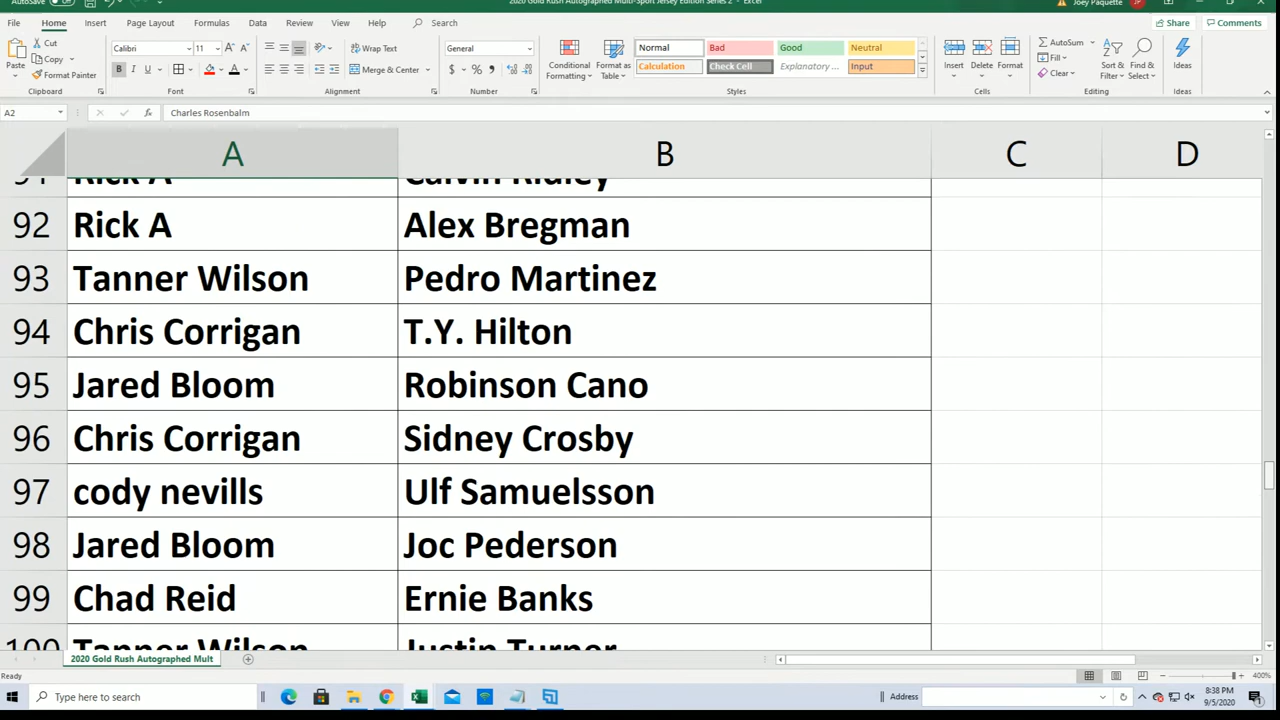 AutoSave
2020 Gold Rush Autographed Multi-Sport Jersey Edition Series 2 - Excel
Joey Paquette
JP
File Home Insert Page Layout Formulas Data Review View Help Search
Share Comments
Paste
Cut
Copy
Format Painter
Clipboard
Calibri 11
B I U
Font
Wrap Text
Merge & Center
Alignment
General
$ % ,
Number
Conditional Formatting
Format as Table
Normal Bad Good Neutral
Calculation Check Cell Explanatory ... Input
Styles
Insert Delete Format
Cells
AutoSum
Fill
Clear
Sort & Filter
Find & Select
Editing
Ideas
Ideas
A2 fx Charles Rosenbalm
A B C D
91 Rick A Calvin Ridley
92 Rick A Alex Bregman
93 Tanner Wilson Pedro Martinez
94 Chris Corrigan T.Y. Hilton
95 Jared Bloom Robinson Cano
96 Chris Corrigan Sidney Crosby
97 cody nevills Ulf Samuelsson
98 Jared Bloom Joc Pederson
99 Chad Reid Ernie Banks
100 Tanner Wilson Justin Turner
2020 Gold Rush Autographed Mult
Ready
400%
Type here to search
Address
8:38 PM
9/5/2020